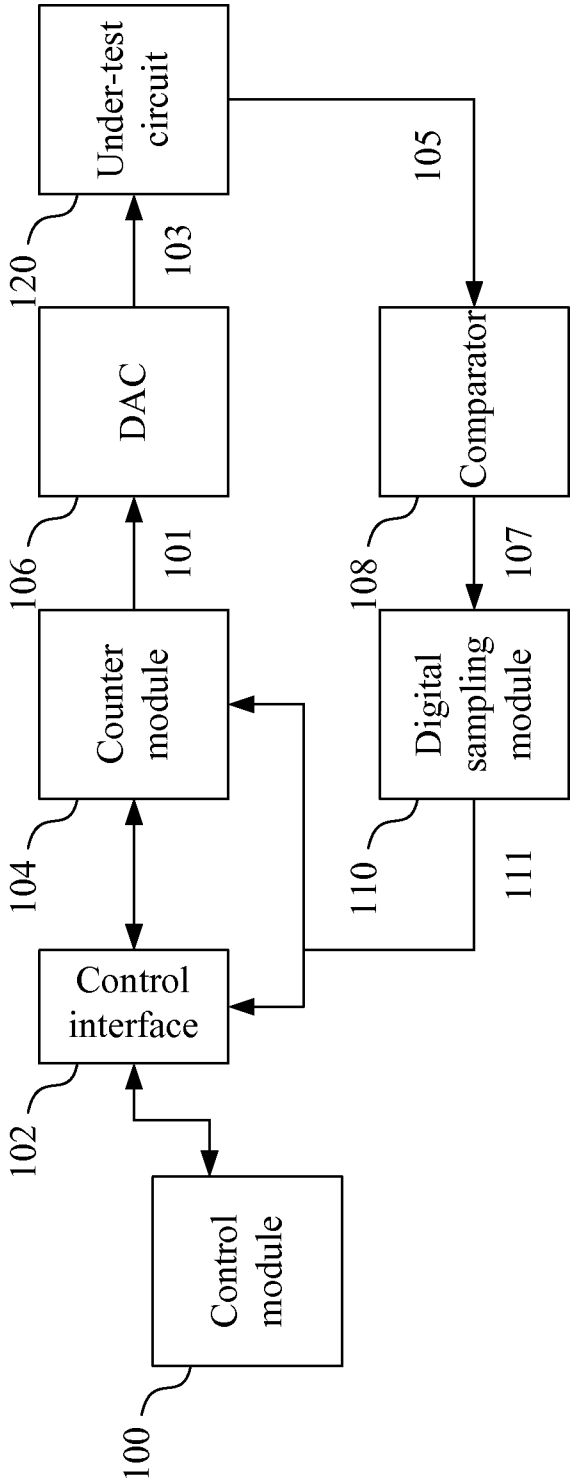 100
Control
module
102
Control
interface
104
Counter
module
101
106
DAC
103
120
Under-test
circuit
105
108
Comparator
107
110
Digital
sampling
module
111